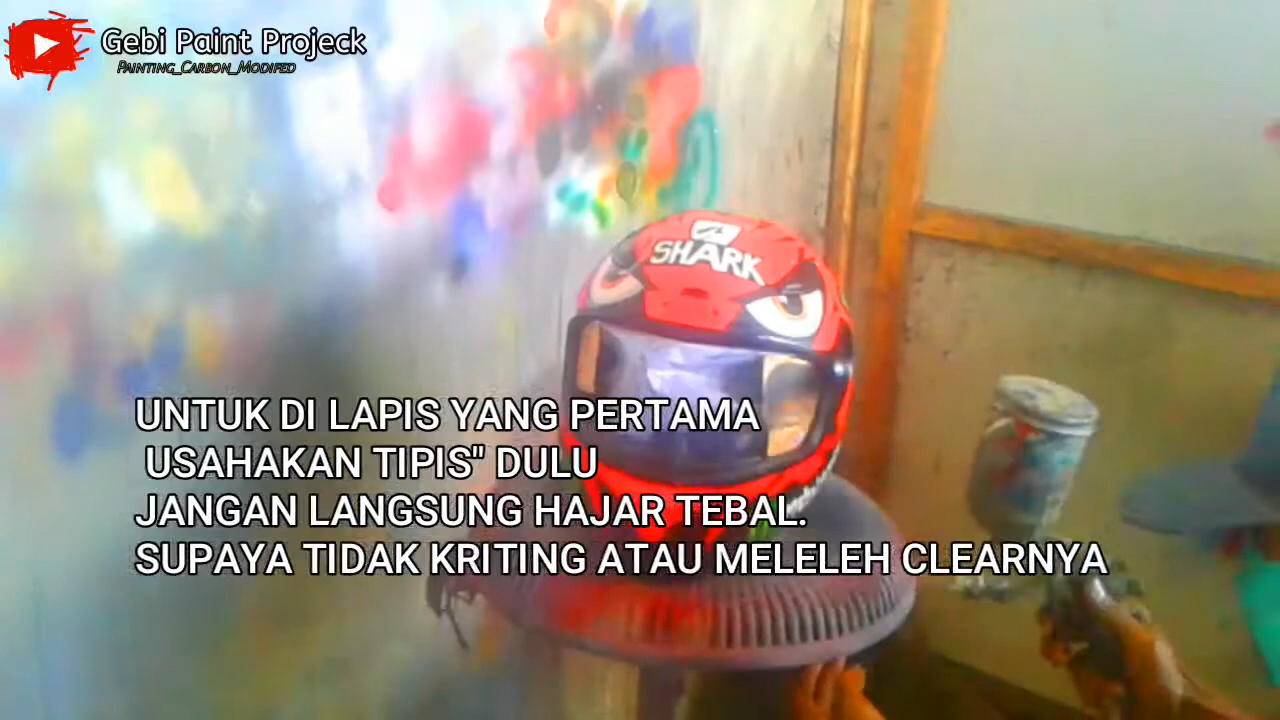 Gebi Paint Projeck
PAINTING_CARBON_MODIFED
SHARK
UNTUK DI LAPIS YANG PERTAMA
USAHAKAN TIPIS" DULU
JANGAN LANGSUNG HAJAR TEBAL.
SUPAYA TIDAK KRITING ATAU MELELEH CLEARNYA